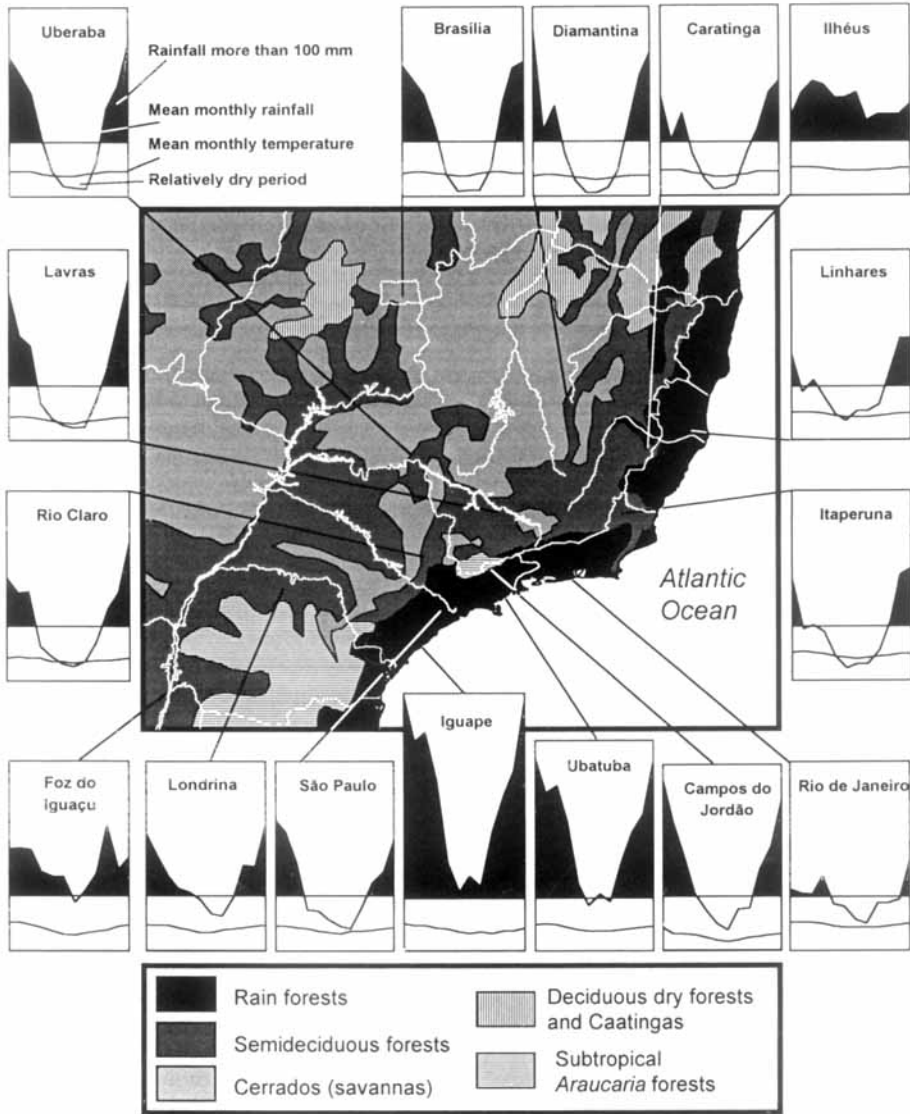 Uberaba
Rainfall more than 100 mm
Mean monthly rainfall
Mean monthly temperature
Relatively dry period
Brasília
Diamantina
Caratinga
Ilhéus
Lavras
Linhares
Rio Claro
Itaperuna
Atlantic
Ocean
Foz do
Iguaçu
Londrina
São Paulo
Iguape
Ubatuba
Campos do
Jordão
Rio de Janeiro
Rain forests
Semideciduous forests
Cerrados (savannas)
Deciduous dry forests
and Caatingas
Subtropical
Araucaria forests